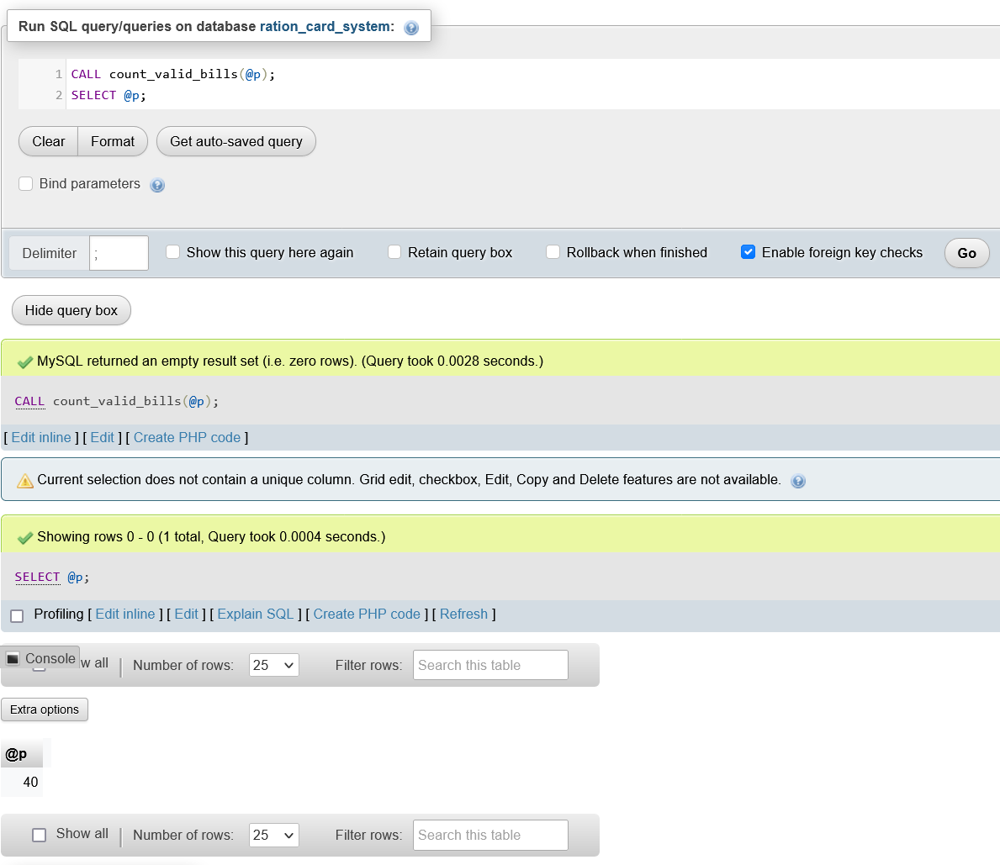 Run SQL query/queries on database ration_card_system:
1 CALL count_valid_bills(@p);
2 SELECT @p;
Clear Format Get auto-saved query
Bind parameters
Delimiter ; Show this query here again Retain query box Rollback when finished Enable foreign key checks Go
Hide query box
MySQL returned an empty result set (i.e. zero rows). (Query took 0.0028 seconds.)
CALL count_valid_bills(@p);
[ Edit inline ] [ Edit ] [ Create PHP code ]
Current selection does not contain a unique column. Grid edit, checkbox, Edit, Copy and Delete features are not available.
Showing rows 0 - 0 (1 total, Query took 0.0004 seconds.)
SELECT @p;
Profiling [ Edit inline ] [ Edit ] [ Explain SQL ] [ Create PHP code ] [ Refresh ]
Console w all Number of rows: 25 Filter rows: Search this table
Extra options
@p
40
Show all Number of rows: 25 Filter rows: Search this table